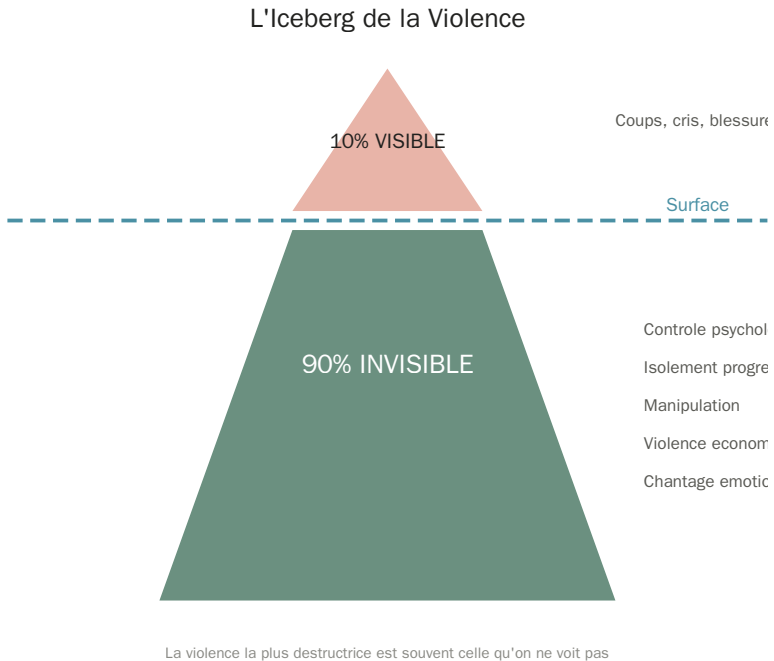 L'Iceberg de la Violence
Coups, cris, blessure
10% VISIBLE
Surface
Controle psychol
90% INVISIBLE
Isolement progre
Manipulation
Violence econom
Chantage emotio
La violence la plus destructrice est souvent celle qu'on ne voit pas